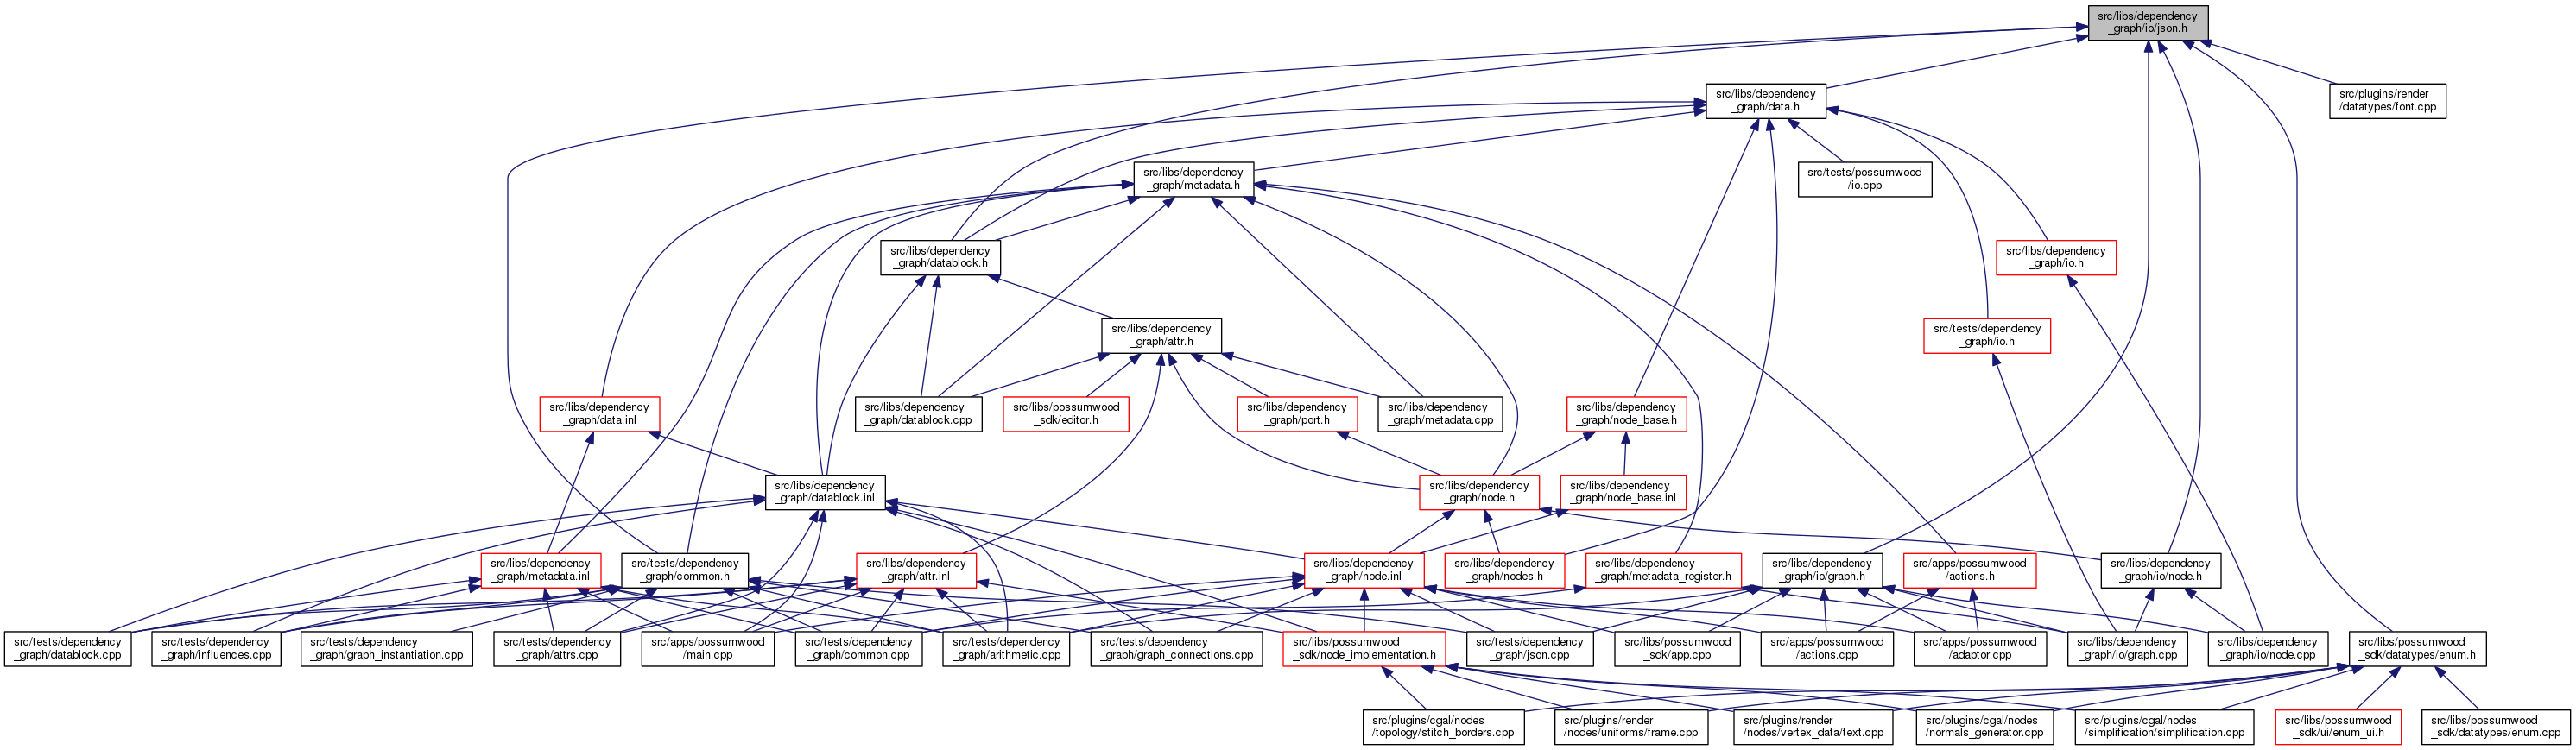 src/libs/dependency
_graph/io/json.h
src/libs/dependency
_graph/data.h
src/plugins/render
/datatypes/font.cpp
src/libs/dependency
_graph/metadata.h
src/tests/possumwood
/io.cpp
src/libs/dependency
_graph/datablock.h
src/libs/dependency
_graph/io.h
src/libs/dependency
_graph/attr.h
src/tests/dependency
_graph/io.h
src/libs/dependency
_graph/data.inl
src/libs/dependency
_graph/datablock.cpp
src/libs/possumwood
_sdk/editor.h
src/libs/dependency
_graph/port.h
src/libs/dependency
_graph/metadata.cpp
src/libs/dependency
_graph/node_base.h
src/libs/dependency
_graph/datablock.inl
src/libs/dependency
_graph/node.h
src/libs/dependency
_graph/node_base.inl
src/libs/dependency
_graph/metadata.inl
src/tests/dependency
_graph/common.h
src/libs/dependency
_graph/attr.inl
src/libs/dependency
_graph/node.inl
src/libs/dependency
_graph/nodes.h
src/libs/dependency
_graph/metadata_register.h
src/libs/dependency
_graph/io/graph.h
src/apps/possumwood
/actions.h
src/libs/dependency
_graph/io/node.h
src/tests/dependency
_graph/datablock.cpp
src/tests/dependency
_graph/influences.cpp
src/tests/dependency
_graph/graph_instantiation.cpp
src/tests/dependency
_graph/attrs.cpp
src/apps/possumwood
/main.cpp
src/tests/dependency
_graph/common.cpp
src/tests/dependency
_graph/arithmetic.cpp
src/tests/dependency
_graph/graph_connections.cpp
src/libs/possumwood
_sdk/node_implementation.h
src/tests/dependency
_graph/json.cpp
src/libs/possumwood
_sdk/app.cpp
src/apps/possumwood
/actions.cpp
src/apps/possumwood
/adaptor.cpp
src/libs/dependency
_graph/io/graph.cpp
src/libs/dependency
_graph/io/node.cpp
src/libs/possumwood
_sdk/datatypes/enum.h
src/plugins/cgal/nodes
/topology/stitch_borders.cpp
src/plugins/render
/nodes/uniforms/frame.cpp
src/plugins/render
/nodes/vertex_data/text.cpp
src/plugins/cgal/nodes
/normals_generator.cpp
src/plugins/cgal/nodes
/simplification/simplification.cpp
src/libs/possumwood
_sdk/ui/enum_ui.h
src/libs/possumwood
_sdk/datatypes/enum.cpp